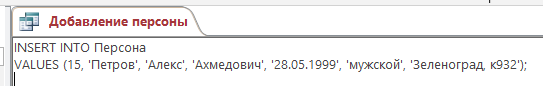 Добавление персоны
INSERT INTO Персона
VALUES (15, 'Петров', 'Алекс', 'Ахмедович', '28.05.1999', 'мужской', 'Зеленоград, к932');